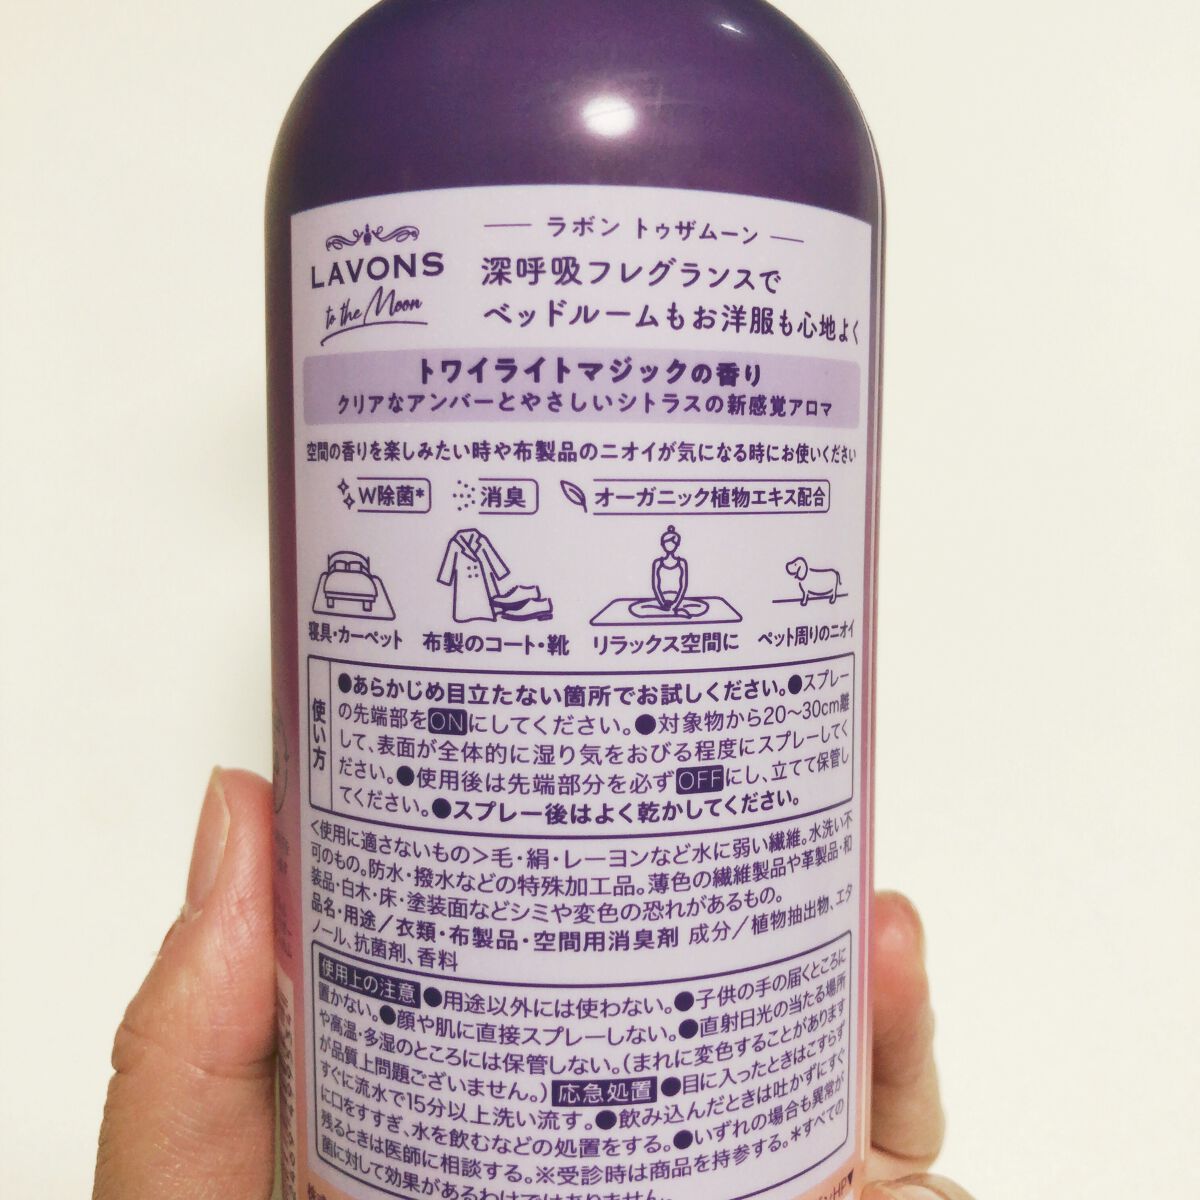 ラボン トゥザムーン
LAVONS
to the Moon
深呼吸フレグランスで
ベッドルームもお洋服も心地よく
トワイライトマジックの香り
クリアなアンバーとやさしいシトラスの新感覚アロマ
空間の香りを楽しみたい時や布製品のニオイが気になる時にお使いください
W除菌* 消臭 オーガニック植物エキス配合
寝具・カーペット 布製のコート・靴 リラックス空間に ペット周りのニオイ
使い方
●あらかじめ目立たない箇所でお試しください。●スプレー
の先端部をONにしてください。●対象物から20〜30cm離
して、表面が全体的に湿り気をおびる程度にスプレーしてく
ださい。●使用後は先端部分を必ずOFFにし、立てて保管し
てください。●スプレー後はよく乾かしてください。
<使用に適さないもの>毛・絹・レーヨンなど水に弱い繊維。水洗い不
可のもの。防水・撥水などの特殊加工品。薄色の繊維製品や革製品・和
装品・白木・床・塗装面などシミや変色の恐れがあるもの。
品名・用途/衣類・布製品・空間用消臭剤 成分/植物抽出物、エタ
ノール、抗菌剤、香料
使用上の注意 ●用途以外には使わない。●子供の手の届くところに
置かない。●顔や肌に直接スプレーしない。●直射日光の当たる場所
や高温・多湿のところには保管しない。(まれに変色することがあります
が品質上問題ございません。) 応急処置 ●目に入ったときはこすらず
すぐに流水で15分以上洗い流す。●飲み込んだときは吐かずにすぐ
に口をすすぎ、水を飲むなどの処置をする。●いずれの場合も異常が
残るときは医師に相談する。※受診時は商品を持参する。*すべての
菌に対して効果があるわけではありません。